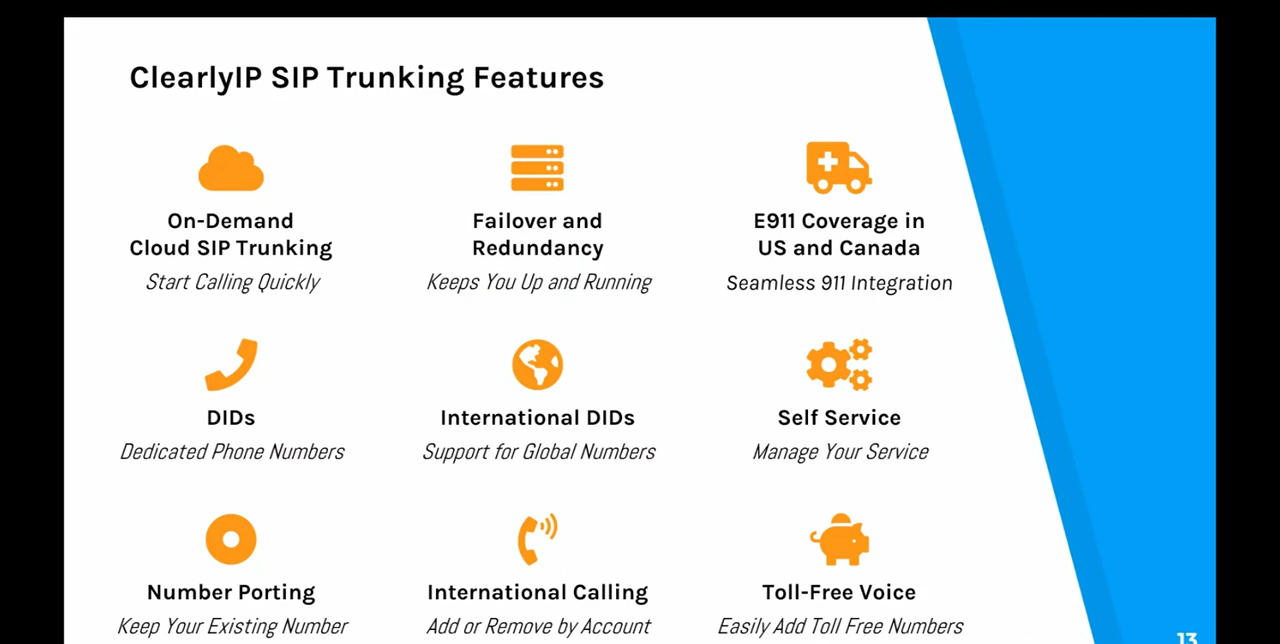 ClearlyIP SIP Trunking Features
On-Demand
Cloud SIP Trunking
Start Calling Quickly
Failover and
Redundancy
Keeps You Up and Running
E911 Coverage in
US and Canada
Seamless 911 Integration
DIDs
Dedicated Phone Numbers
International DIDs
Support for Global Numbers
Self Service
Manage Your Service
Number Porting
Keep Your Existing Number
International Calling
Add or Remove by Account
Toll-Free Voice
Easily Add Toll Free Numbers
13